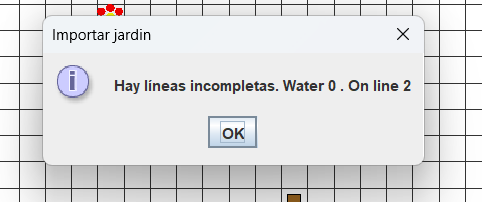 Importar jardin
Hay líneas incompletas. Water 0 . On line 2
OK